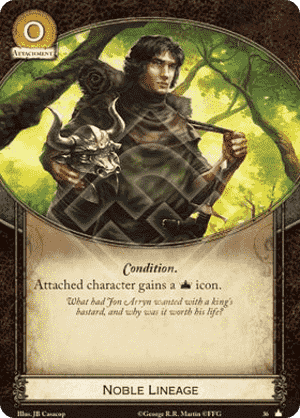 0
ATTACHMENT
Condition.
Attached character gains a icon.
What had Jon Arryn wanted with a king's
bastard, and why was it worth his life?
NOBLE LINEAGE
Illus. JB Casacop ©George R.R. Martin ©FFG 36